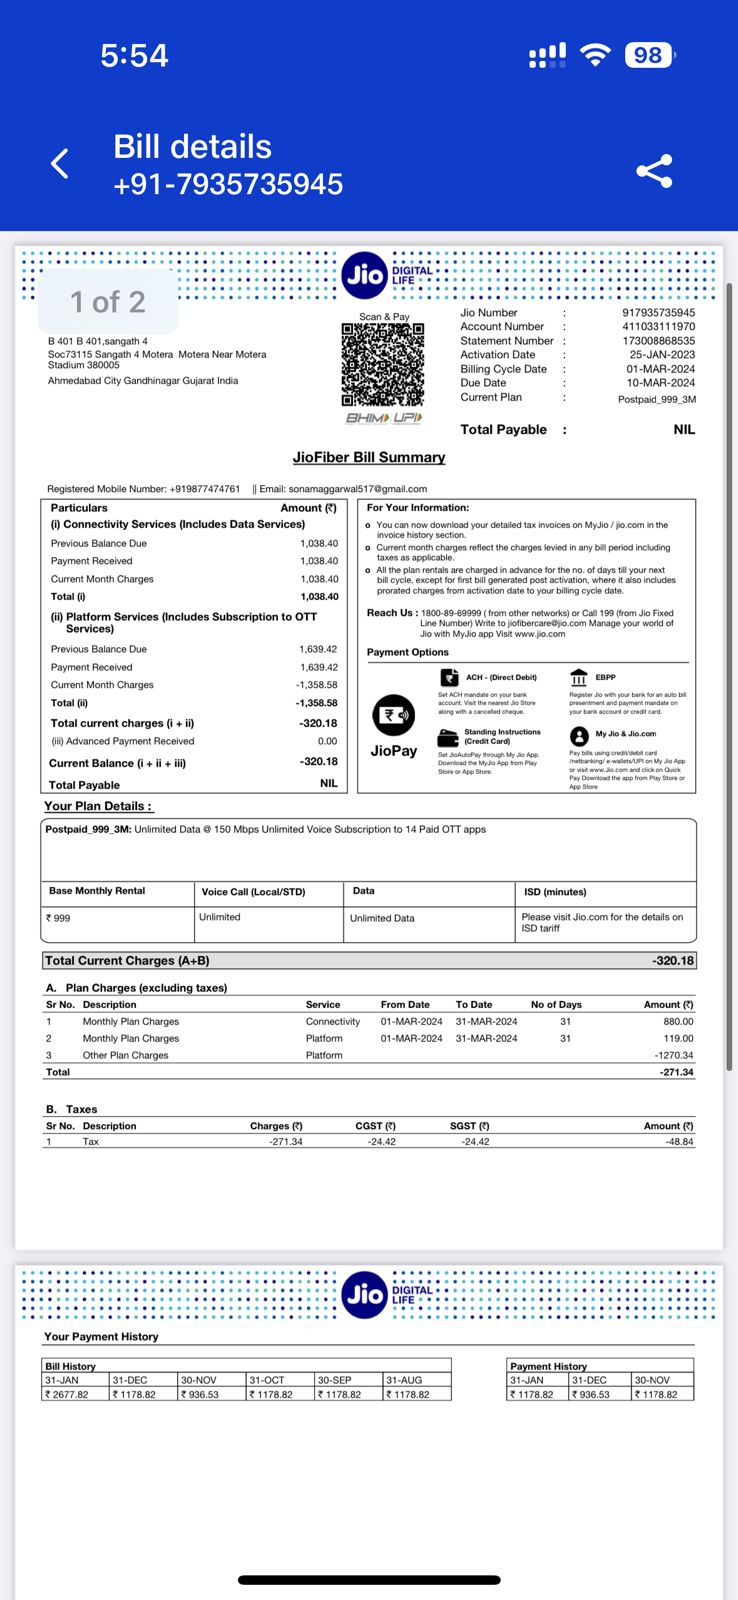 5:54
98
Bill details
+91-7935735945
Jio DIGITAL LIFE
1 of 2
B 401 B 401,sangath 4
Soc73115 Sangath 4 Motera Motera Near Motera
Stadium 380005
Ahmedabad City Gandhinagar Gujarat India
Scan & Pay
BHIM UPI
Jio Number : 917935735945
Account Number : 411033111970
Statement Number : 173008868535
Activation Date : 25-JAN-2023
Billing Cycle Date : 01-MAR-2024
Due Date : 10-MAR-2024
Current Plan : Postpaid_999_3M
Total Payable : NIL
JioFiber Bill Summary
Registered Mobile Number: +919877474761 || Email: sonamaggarwal517@gmail.com
Particulars Amount (₹)
(i) Connectivity Services (Includes Data Services)
Previous Balance Due 1,038.40
Payment Received 1,038.40
Current Month Charges 1,038.40
Total (i) 1,038.40
(ii) Platform Services (Includes Subscription to OTT
Services)
Previous Balance Due 1,639.42
Payment Received 1,639.42
Current Month Charges -1,358.58
Total (ii) -1,358.58
Total current charges (i + ii) -320.18
(iii) Advanced Payment Received 0.00
Current Balance (i + ii + iii) -320.18
Total Payable NIL
For Your Information:
o You can now download your detailed tax invoices on MyJio / jio.com in the
invoice history section.
o Current month charges reflect the charges levied in any bill period including
taxes as applicable.
o All the plan rentals are charged in advance for the no. of days till your next
bill cycle, except for first bill generated post activation, where it also includes
prorated charges from activation date to your billing cycle date.
Reach Us : 1800-89-69999 ( from other networks) or Call 199 (from Jio Fixed
Line Number) Write to jiofibercare@jio.com Manage your world of
Jio with MyJio app Visit www.jio.com
Payment Options
JioPay
ACH - (Direct Debit)
Set ACH mandate on your bank
account. Visit the nearest Jio Store
along with a cancelled cheque.
EBPP
Register Jio with your bank for an auto bill
presentment and payment mandate on
your bank account or credit card.
Standing Instructions
(Credit Card)
Set JioAutoPay through My Jio App.
Download the MyJio App from Play
Store or App Store.
My Jio & Jio.com
Pay bills using credit/debit card
/netbanking/ e-wallets/UPI on My Jio App
or visit www.Jio.com and click on Quick
Pay Download the app from Play Store or
App Store
Your Plan Details :
Postpaid_999_3M: Unlimited Data @ 150 Mbps Unlimited Voice Subscription to 14 Paid OTT apps
Base Monthly Rental Voice Call (Local/STD) Data ISD (minutes)
₹ 999 Unlimited Unlimited Data Please visit Jio.com for the details on
ISD tariff
Total Current Charges (A+B) -320.18
A. Plan Charges (excluding taxes)
Sr No. Description Service From Date To Date No of Days Amount (₹)
1 Monthly Plan Charges Connectivity 01-MAR-2024 31-MAR-2024 31 880.00
2 Monthly Plan Charges Platform 01-MAR-2024 31-MAR-2024 31 119.00
3 Other Plan Charges Platform -1270.34
Total -271.34
B. Taxes
Sr No. Description Charges (₹) CGST (₹) SGST (₹) Amount (₹)
1 Tax -271.34 -24.42 -24.42 -48.84
Jio DIGITAL LIFE
Your Payment History
Bill History
31-JAN 31-DEC 30-NOV 31-OCT 30-SEP 31-AUG
₹ 2677.82 ₹ 1178.82 ₹ 936.53 ₹ 1178.82 ₹ 1178.82 ₹ 1178.82
Payment History
31-JAN 31-DEC 30-NOV
₹ 1178.82 ₹ 936.53 ₹ 1178.82